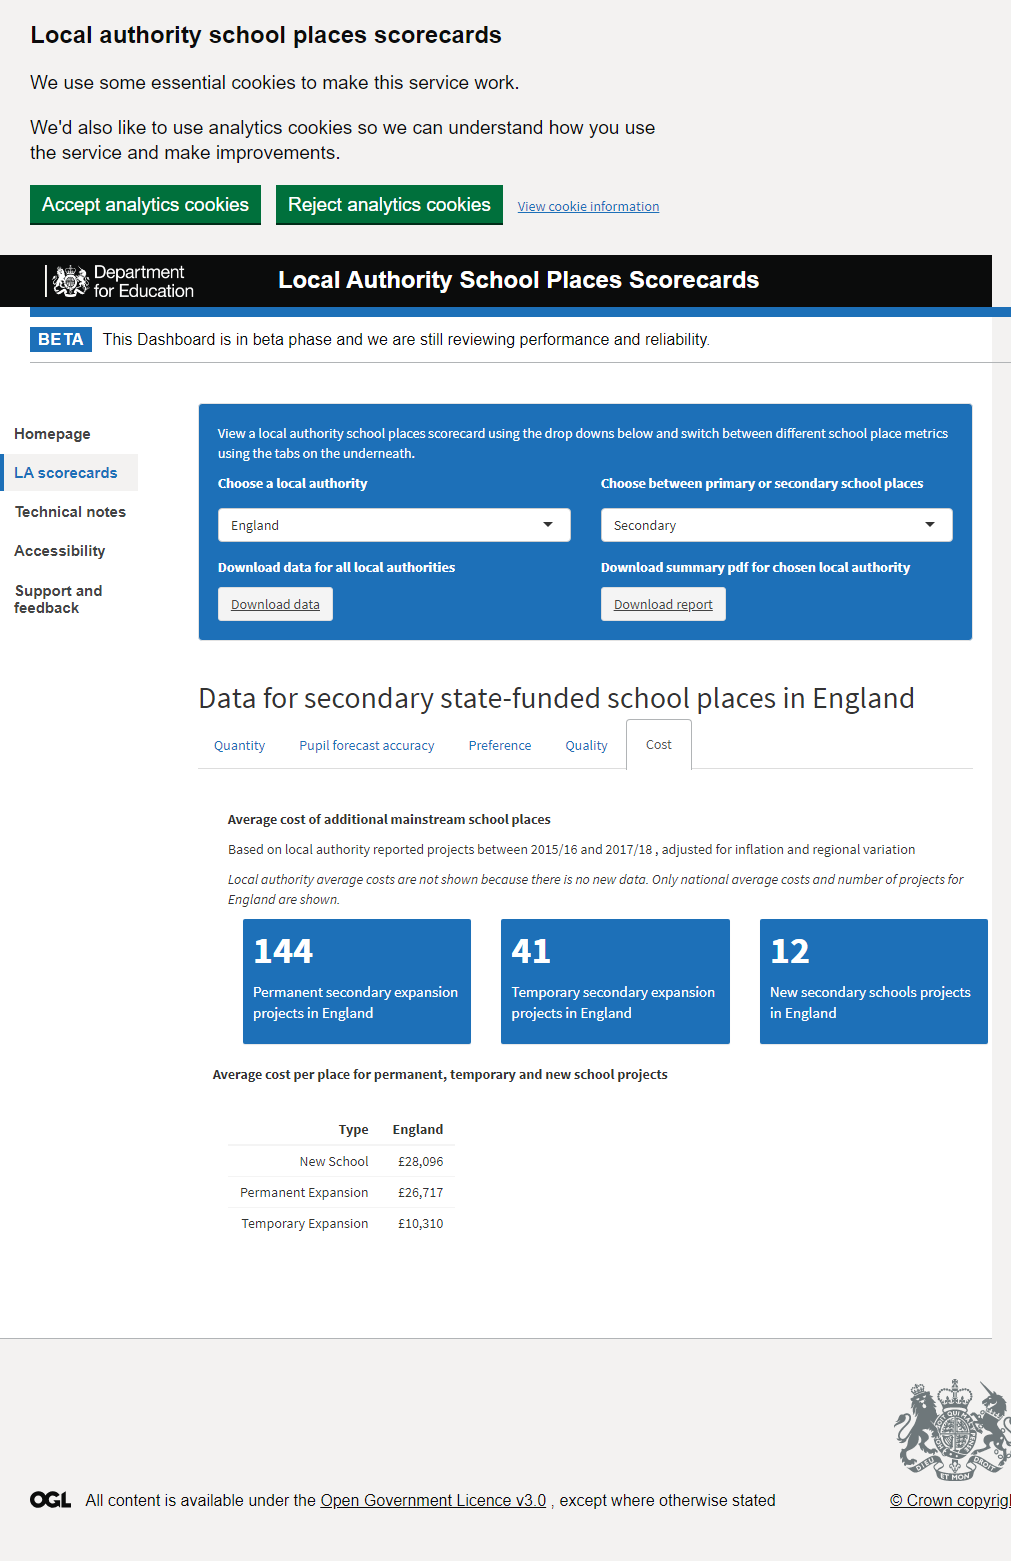 Local authority school places scorecards
We use some essential cookies to make this service work.
We'd also like to use analytics cookies so we can understand how you use
the service and make improvements.
Accept analytics cookies Reject analytics cookies View cookie information
Department
for Education
Local Authority School Places Scorecards
BETA This Dashboard is in beta phase and we are still reviewing performance and reliability.
Homepage
LA scorecards
Technical notes
Accessibility
Support and
feedback
View a local authority school places scorecard using the drop downs below and switch between different school place metrics
using the tabs on the underneath.
Choose a local authority Choose between primary or secondary school places
England Secondary
Download data for all local authorities Download summary pdf for chosen local authority
Download data Download report
Data for secondary state-funded school places in England
Quantity Pupil forecast accuracy Preference Quality Cost
Average cost of additional mainstream school places
Based on local authority reported projects between 2015/16 and 2017/18 , adjusted for inflation and regional variation
Local authority average costs are not shown because there is no new data. Only national average costs and number of projects for
England are shown.
144
Permanent secondary expansion
projects in England
41
Temporary secondary expansion
projects in England
12
New secondary schools projects
in England
Average cost per place for permanent, temporary and new school projects
Type England
New School £28,096
Permanent Expansion £26,717
Temporary Expansion £10,310
OGL All content is available under the Open Government Licence v3.0 , except where otherwise stated
© Crown copyrig